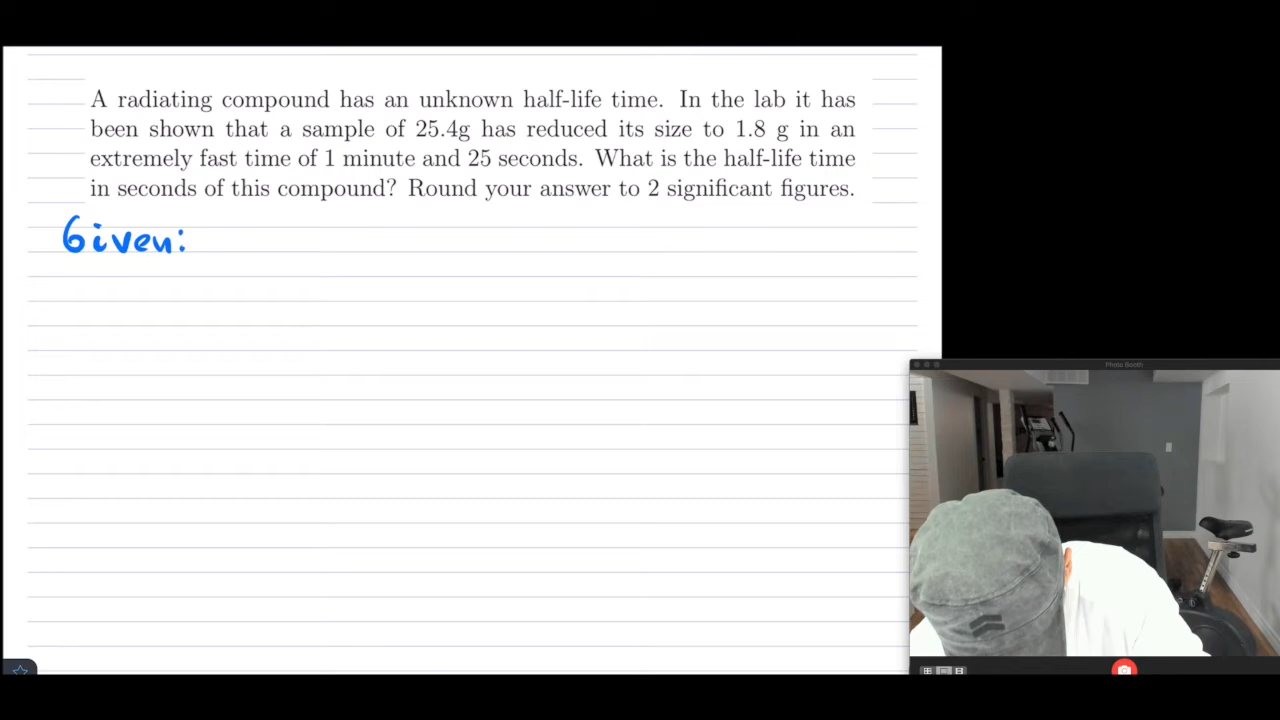 A radiating compound has an unknown half-life time. In the lab it has
been shown that a sample of 25.4g has reduced its size to 1.8 g in an
extremely fast time of 1 minute and 25 seconds. What is the half-life time
in seconds of this compound? Round your answer to 2 significant figures.
Given:
Photo Booth